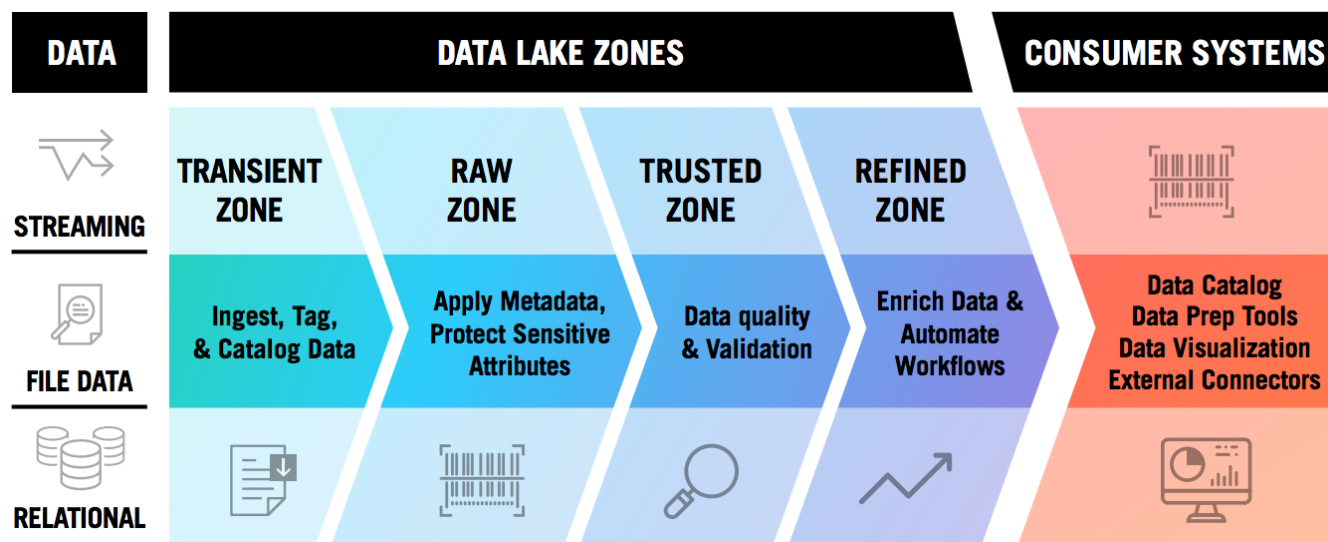 DATA
DATA LAKE ZONES
CONSUMER SYSTEMS
STREAMING
FILE DATA
RELATIONAL
TRANSIENT
ZONE
Ingest, Tag,
& Catalog Data
RAW
ZONE
Apply Metadata,
Protect Sensitive
Attributes
TRUSTED
ZONE
Data quality
& Validation
REFINED
ZONE
Enrich Data &
Automate
Workflows
Data Catalog
Data Prep Tools
Data Visualization
External Connectors